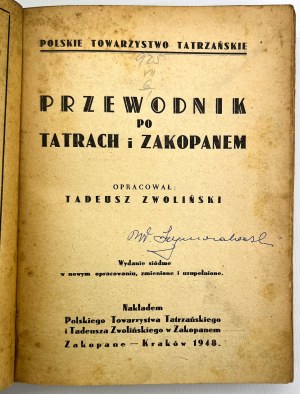 POLSKIE TOWARZYSTWO TATRZAŃSKIE
PRZEWODNIK
PO
TATRACH i ZAKOPANEM
OPRACOWAŁ
TADEUSZ ZWOLIŃSKI
Wydanie siódme
w nowym opracowaniu, zmienione i uzupełnione.
Nakładem
Polskiego Towarzystwa Tatrzańskiego
i Tadeusza Zwolińskiego w Zakopanem
Zakopane — Kraków 1948.